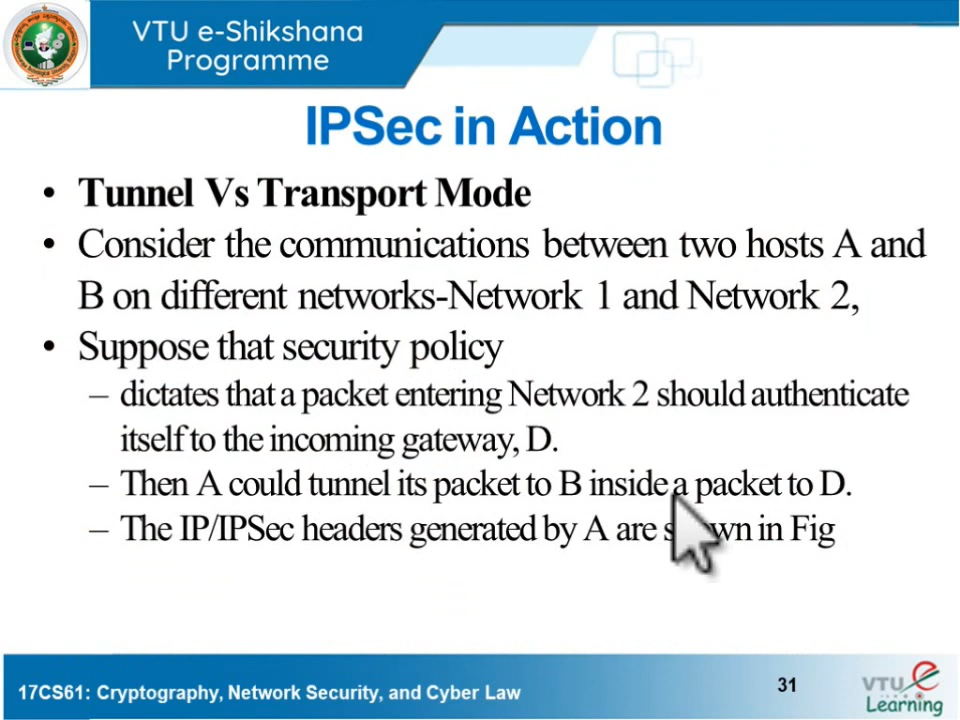 VTU e-Shikshana
Programme
IPSec in Action
• Tunnel Vs Transport Mode
• Consider the communications between two hosts A and
B on different networks-Network 1 and Network 2,
• Suppose that security policy
– dictates that a packet entering Network 2 should authenticate
itself to the incoming gateway, D.
– Then A could tunnel its packet to B inside a packet to D.
– The IP/IPSec headers generated by A are shown in Fig
17CS61: Cryptography, Network Security, and Cyber Law
31
VTU e
Learning